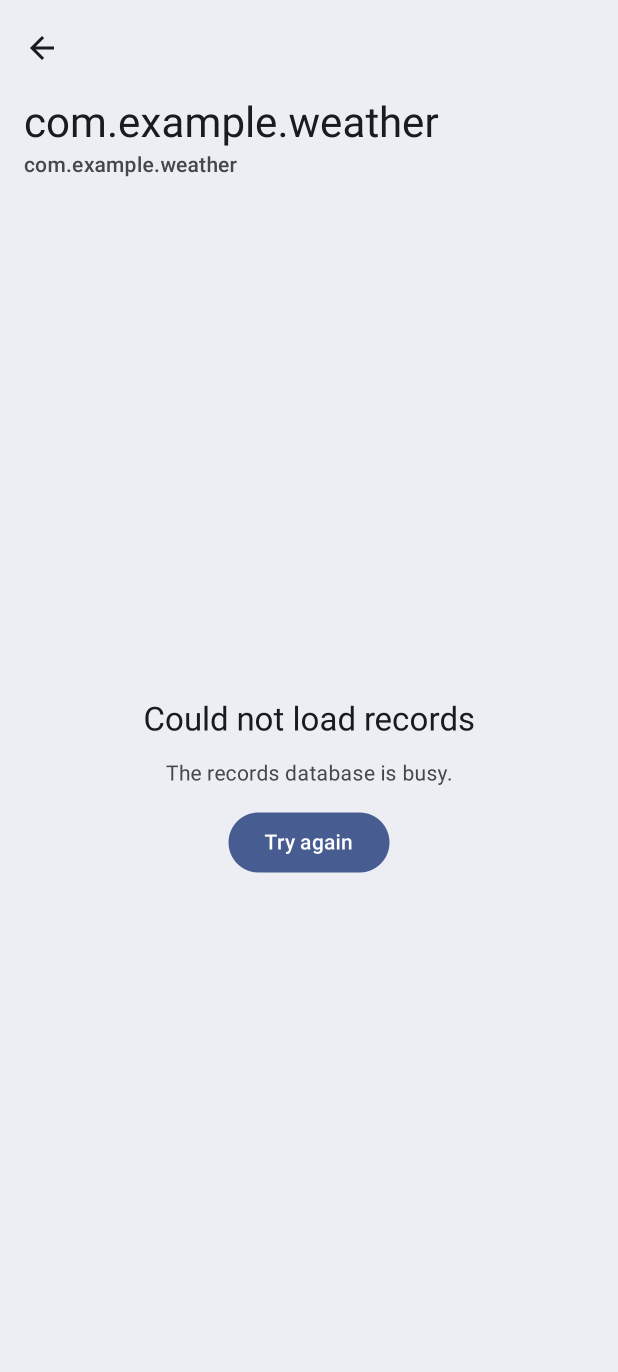 com.example.weather
com.example.weather
Could not load records
The records database is busy.
Try again